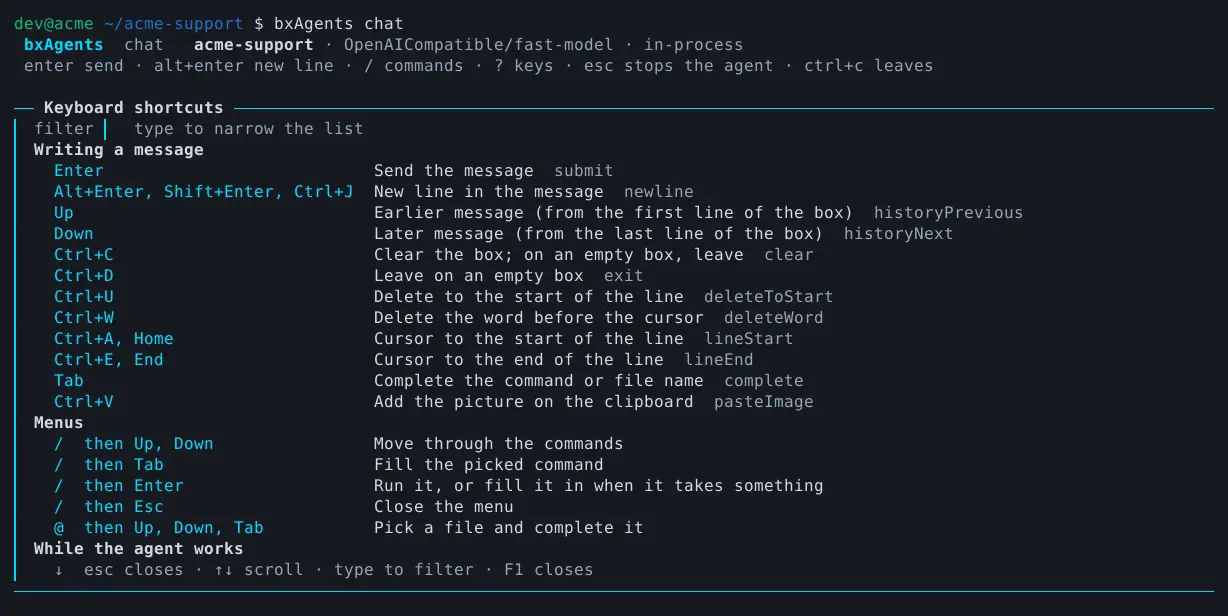 dev@acme ~/acme-support $ bxAgents chat
bxAgents chat acme-support · OpenAICompatible/fast-model · in-process
enter send · alt+enter new line · / commands · ? keys · esc stops the agent · ctrl+c leaves
Keyboard shortcuts
filter type to narrow the list
Writing a message
Enter Send the message submit
Alt+Enter, Shift+Enter, Ctrl+J New line in the message newline
Up Earlier message (from the first line of the box) historyPrevious
Down Later message (from the last line of the box) historyNext
Ctrl+C Clear the box; on an empty box, leave clear
Ctrl+D Leave on an empty box exit
Ctrl+U Delete to the start of the line deleteToStart
Ctrl+W Delete the word before the cursor deleteWord
Ctrl+A, Home Cursor to the start of the line lineStart
Ctrl+E, End Cursor to the end of the line lineEnd
Tab Complete the command or file name complete
Ctrl+V Add the picture on the clipboard pasteImage
Menus
/ then Up, Down Move through the commands
/ then Tab Fill the picked command
/ then Enter Run it, or fill it in when it takes something
/ then Esc Close the menu
@ then Up, Down, Tab Pick a file and complete it
While the agent works
↓ esc closes · ↑↓ scroll · type to filter · F1 closes